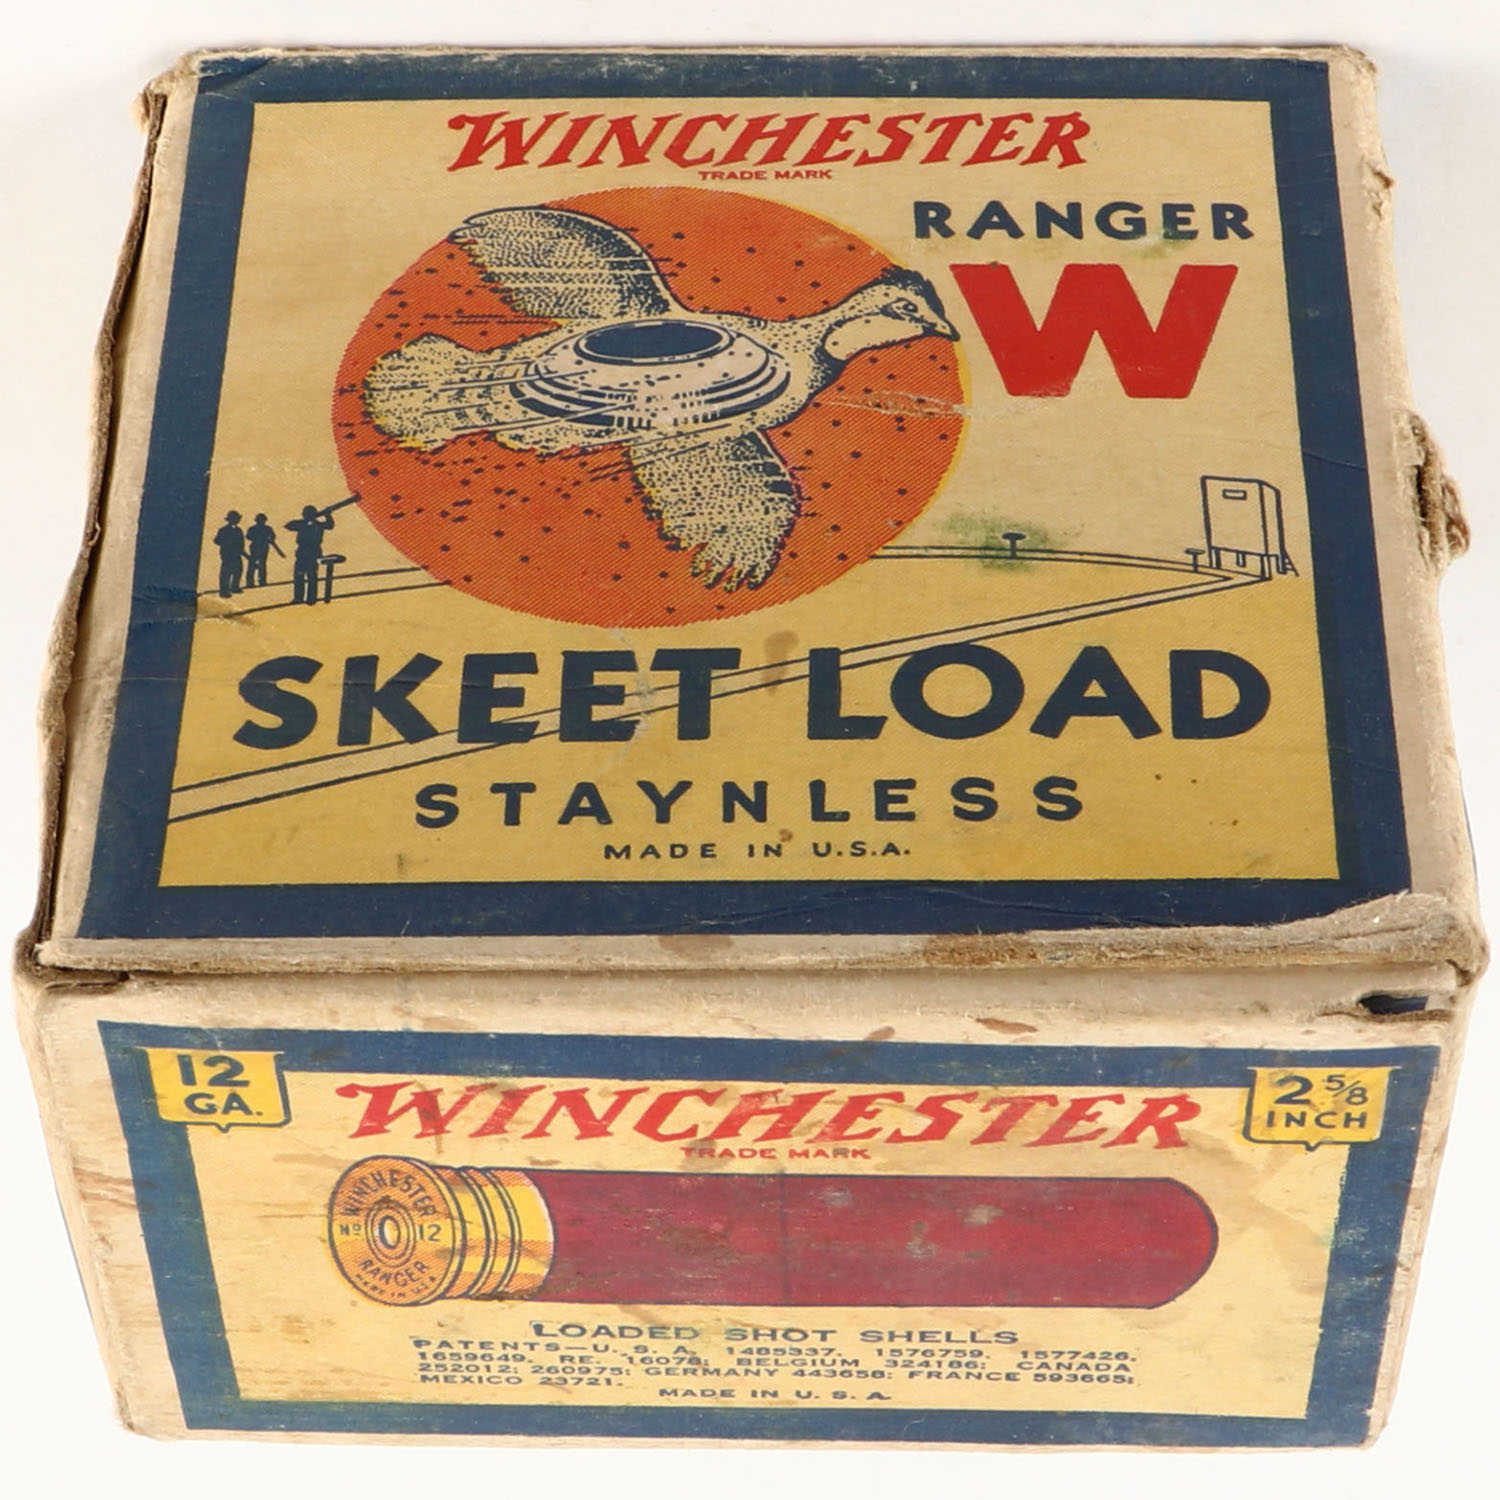 WINCHESTER
TRADE MARK
RANGER
W
SKEET LOAD
STAYNLESS
MADE IN U.S.A.
12
GA.
2 5/8
INCH
WINCHESTER
TRADE MARK
WINCHESTER
Nº 12
RANGER
MADE IN U.S.A.
LOADED SHOT SHELLS
PATENTS—U. S. A. 1485337. 1576759. 1577426.
1659649. RE. 16078; BELGIUM 324186; CANADA
252012; 260975; GERMANY 443658; FRANCE 593665;
MEXICO 23721.
MADE IN U. S. A.